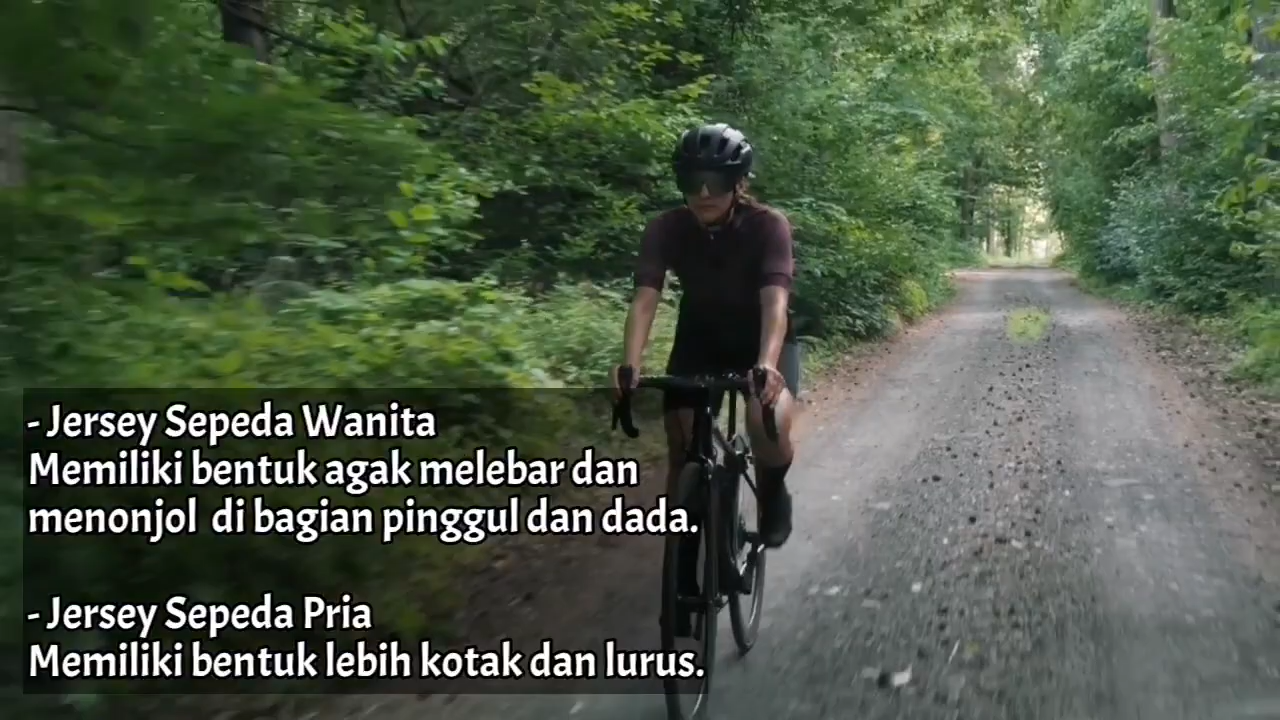 - Jersey Sepeda Wanita
Memiliki bentuk agak melebar dan
menonjol  di bagian pinggul dan dada.
- Jersey Sepeda Pria
Memiliki bentuk lebih kotak dan lurus.